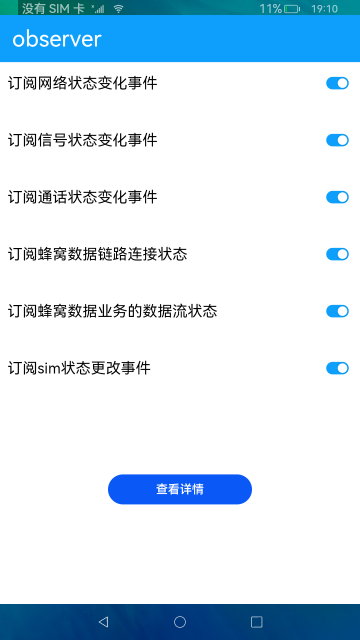 没有 SIM 卡 11% 19:10
observer
订阅网络状态变化事件
订阅信号状态变化事件
订阅通话状态变化事件
订阅蜂窝数据链路连接状态
订阅蜂窝数据业务的数据流状态
订阅sim状态更改事件
查看详情